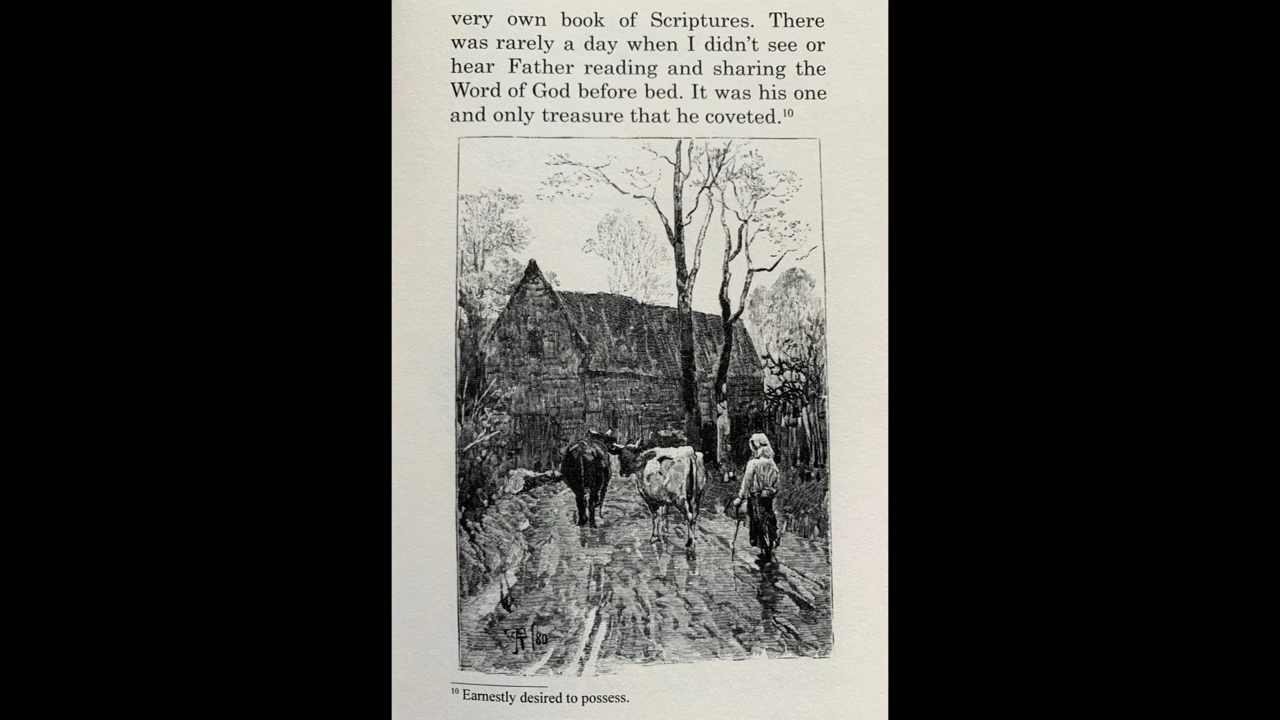 very own book of Scriptures. There
was rarely a day when I didn't see or
hear Father reading and sharing the
Word of God before bed. It was his one
and only treasure that he coveted.¹⁰
¹⁰ Earnestly desired to possess.